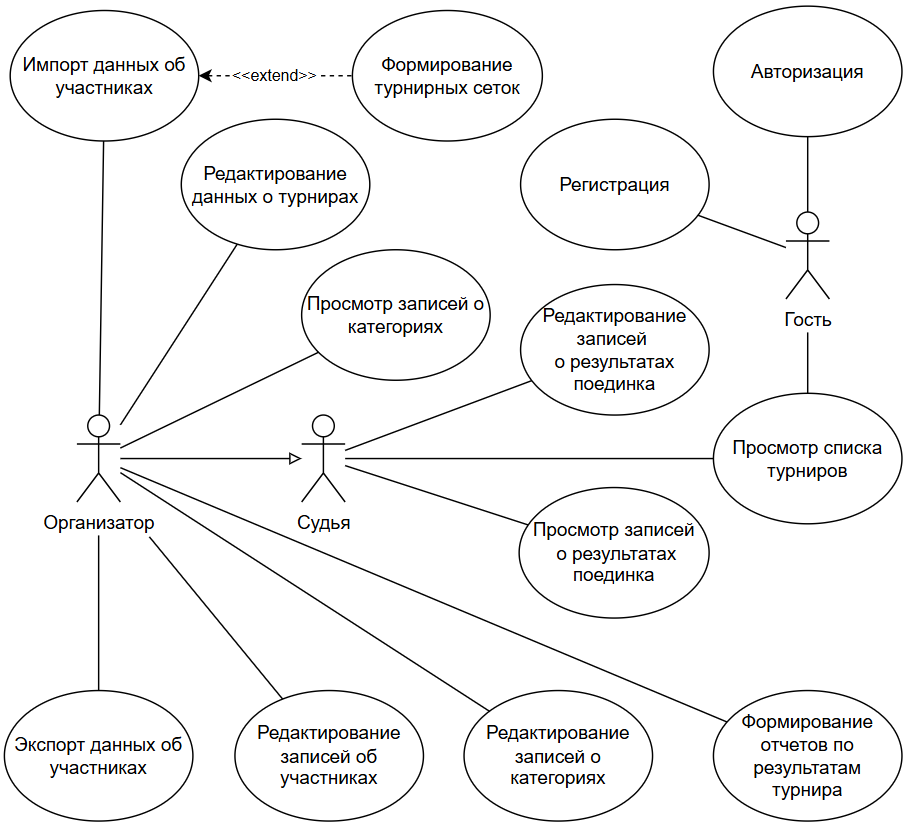 Импорт данных об
участниках
<<extend>>
Формирование
турнирных сеток
Авторизация
Редактирование
данных о турнирах
Регистрация
Гость
Просмотр записей о
категориях
Редактирование
записей
о результатах
поединка
Просмотр списка
турниров
Организатор
Судья
Просмотр записей
о результатах
поединка
Экспорт данных об
участниках
Редактирование
записей об
участниках
Редактирование
записей о
категориях
Формирование
отчетов по
результатам
турнира